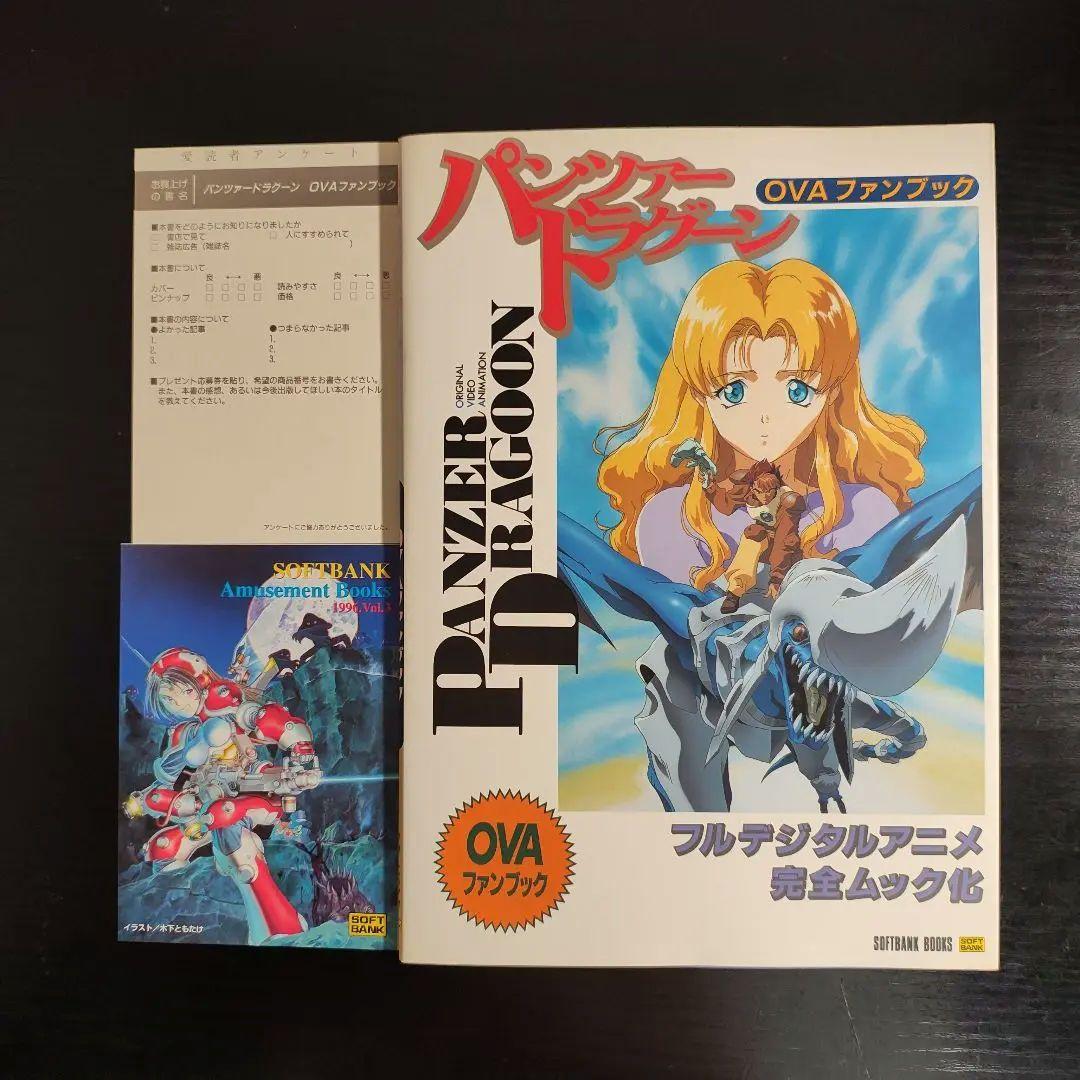 愛読者アンケート
お買上げ
の書名
パンツァードラグーン OVAファンブック
■本書をどのようにお知りになりましたか
□ 書店で見て
□ 人にすすめられて
□ 雑誌広告(雑誌名
)
■本書について
良 ←→ 悪
カバー □ □ □ □
ピンナップ □ □ □ □
良 ←→ 悪
読みやすさ □ □ □ □
価格 □ □ □ □
■本書の内容について
●よかった記事
1.
2.
3.
●つまらなかった記事
1.
2.
3.
■プレゼント応募券を貼り、希望の商品番号をお書きください。
また、本書の感想、あるいは今後出版してほしい本のタイトル
を教えてください。
アンケートにご協力ありがとうございました。
SOFTBANK
Amusement Books
1996.Vol.3
イラスト/木下ともたけ
SOFT
BANK
パンツァー
ドラグーン
OVAファンブック
PANZER
DRAGOON
ORIGINAL
VIDEO
ANIMATION
OVA
ファンブック
フルデジタルアニメ
完全ムック化
SOFTBANK BOOKS
SOFT
BANK